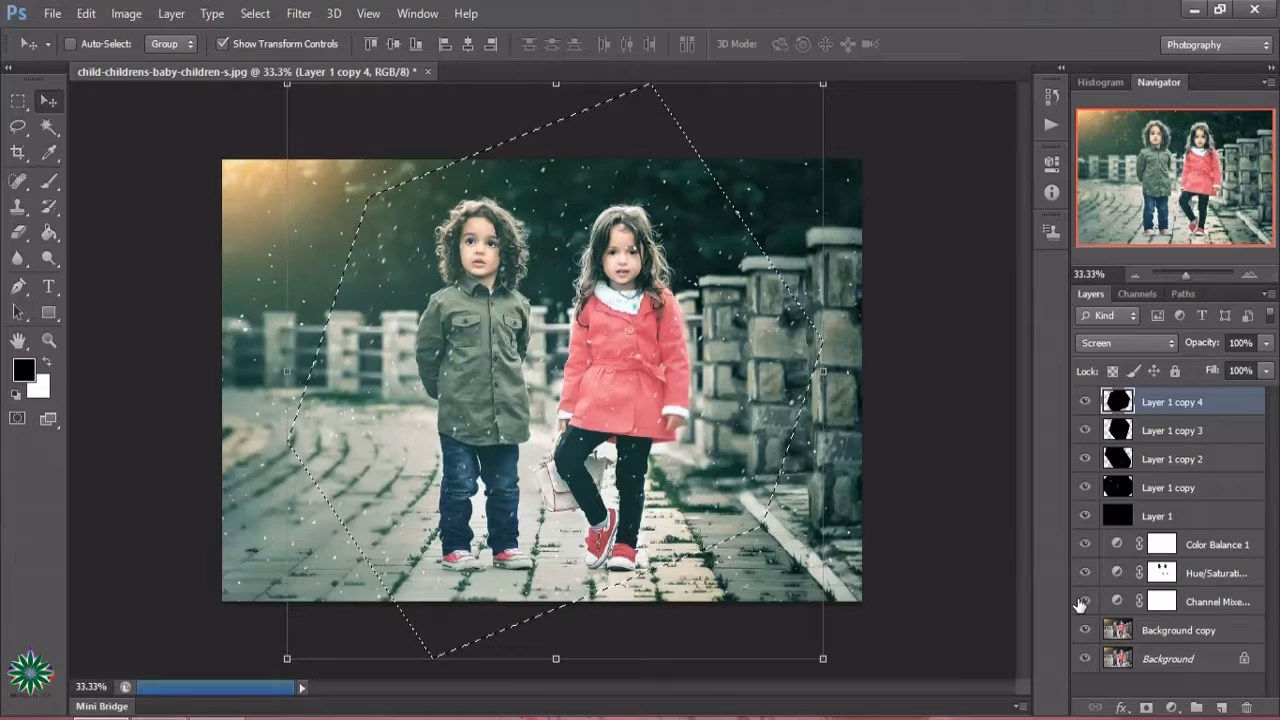 Ps File Edit Image Layer Type Select Filter 3D View Window Help
Auto-Select: Group Show Transform Controls 3D Mode: Photography
child-childrens-baby-children-s.jpg @ 33.3% (Layer 1 copy 4, RGB/8) * ×
Histogram Navigator
33.33%
Layers Channels Paths
Kind
Screen Opacity: 100%
Lock: Fill: 100%
Layer 1 copy 4
Layer 1 copy 3
Layer 1 copy 2
Layer 1 copy
Layer 1
Color Balance 1
Hue/Saturati...
Channel Mixe...
Background copy
Background
33.33%
Mini Bridge